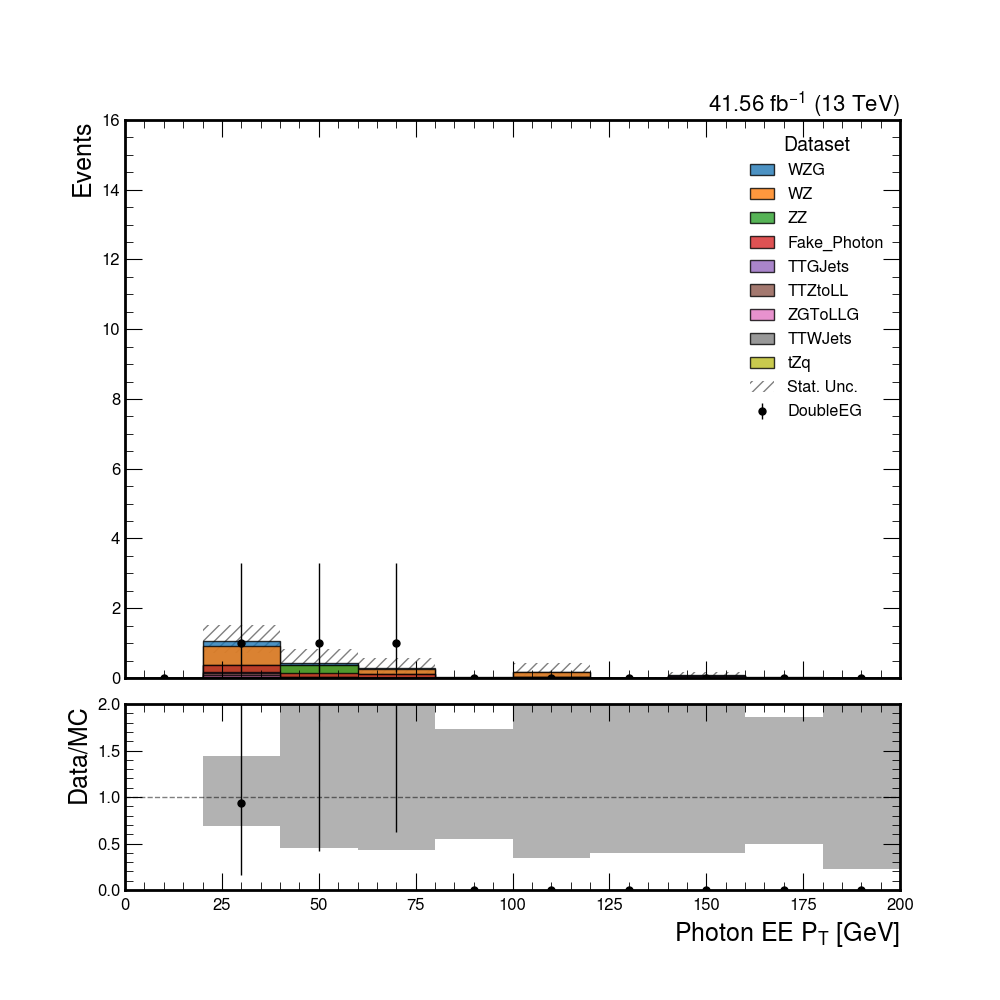 41.56 fb⁻¹ (13 TeV)
Events
16
14
12
10
8
6
4
2
0
Dataset
WZG
WZ
ZZ
Fake_Photon
TTGJets
TTZtoLL
ZGToLLG
TTWJets
tZq
Stat. Unc.
DoubleEG
Data/MC
2.0
1.5
1.0
0.5
0.0
0 25 50 75 100 125 150 175 200
Photon EE P_T [GeV]